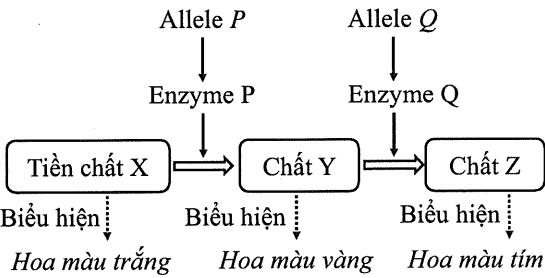 Allele P Allele Q
Enzyme P Enzyme Q
Tiền chất X Chất Y Chất Z
Biểu hiện Biểu hiện Biểu hiện
Hoa màu trắng Hoa màu vàng Hoa màu tím